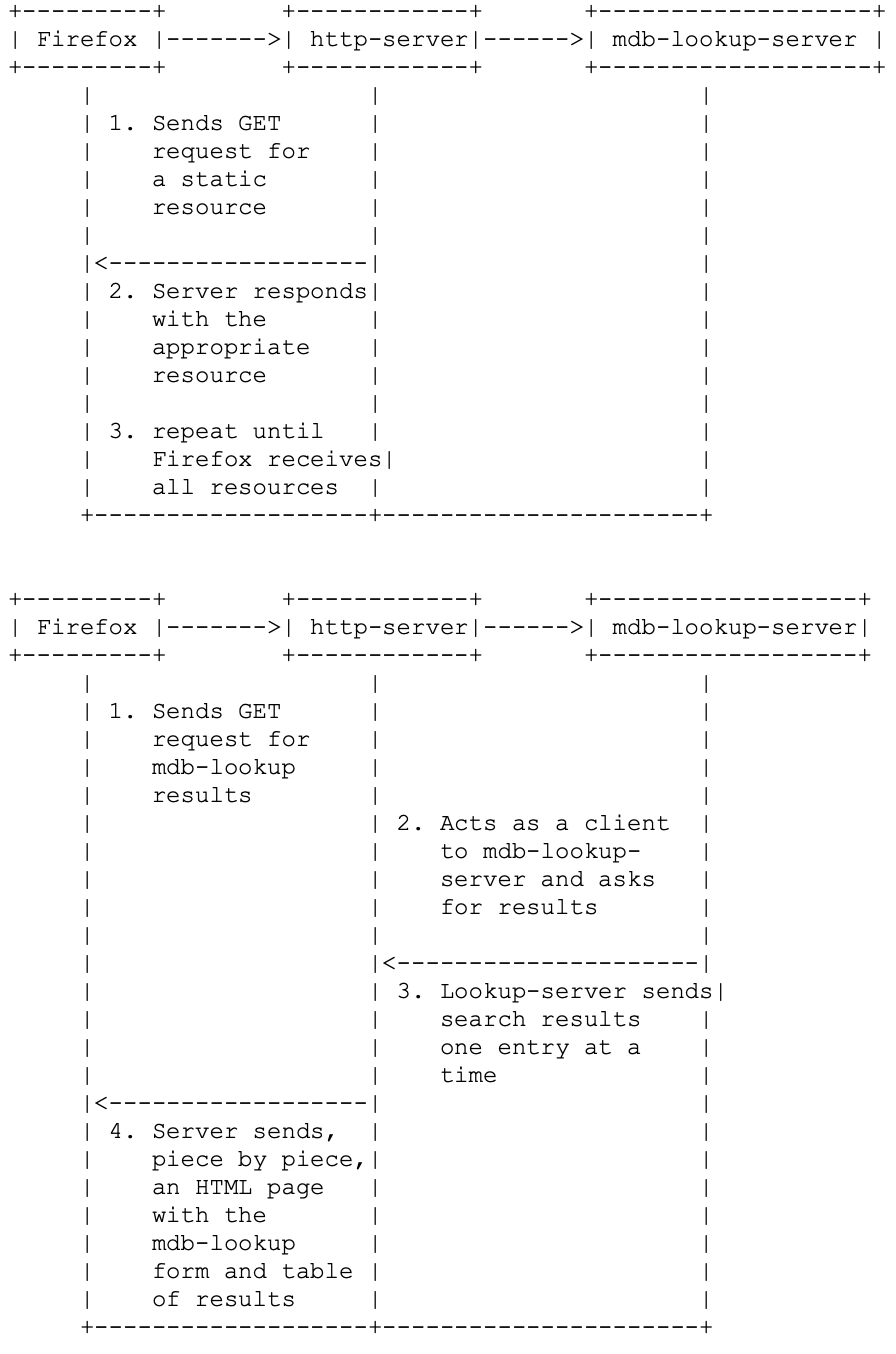 +---------+        +------------+       +-------------------+
| Firefox |------->| http-server|------>| mdb-lookup-server |
+---------+        +------------+       +-------------------+
     |                   |                      |
     | 1. Sends GET      |                      |
     |    request for    |                      |
     |    a static       |                      |
     |    resource       |                      |
     |                   |                      |
     |<------------------|                      |
     | 2. Server responds|                      |
     |    with the       |                      |
     |    appropriate    |                      |
     |    resource       |                      |
     |                   |                      |
     | 3. repeat until   |                      |
     |    Firefox receives|                     |
     |    all resources  |                      |
     +-------------------+----------------------+

+---------+        +------------+       +------------------+
| Firefox |------->| http-server|------>| mdb-lookup-server|
+---------+        +------------+       +------------------+
     |                   |                      |
     | 1. Sends GET      |                      |
     |    request for    |                      |
     |    mdb-lookup     |                      |
     |    results        |                      |
     |                   | 2. Acts as a client  |
     |                   |    to mdb-lookup-    |
     |                   |    server and asks   |
     |                   |    for results       |
     |                   |                      |
     |                   |<---------------------|
     |                   | 3. Lookup-server sends|
     |                   |    search results    |
     |                   |    one entry at a    |
     |                   |    time              |
     |<------------------|                      |
     | 4. Server sends,  |                      |
     |    piece by piece,|                      |
     |    an HTML page   |                      |
     |    with the       |                      |
     |    mdb-lookup     |                      |
     |    form and table |                      |
     |    of results     |                      |
     +-------------------+----------------------+